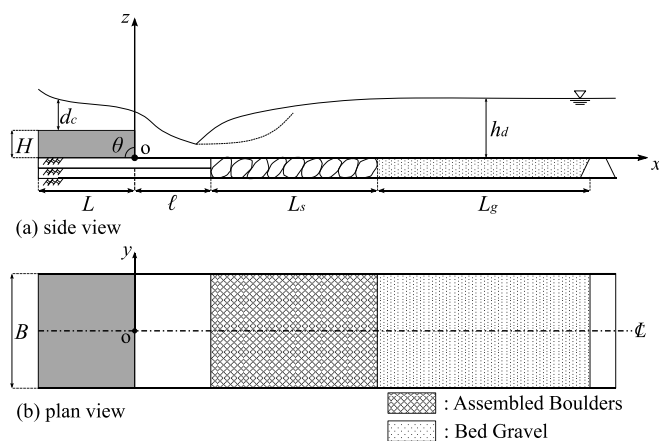 z
d_c
H
θ
o
h_d
x
L
ℓ
L_s
L_g
(a) side view
y
B
o
℄
(b) plan view
: Assembled Boulders
: Bed Gravel